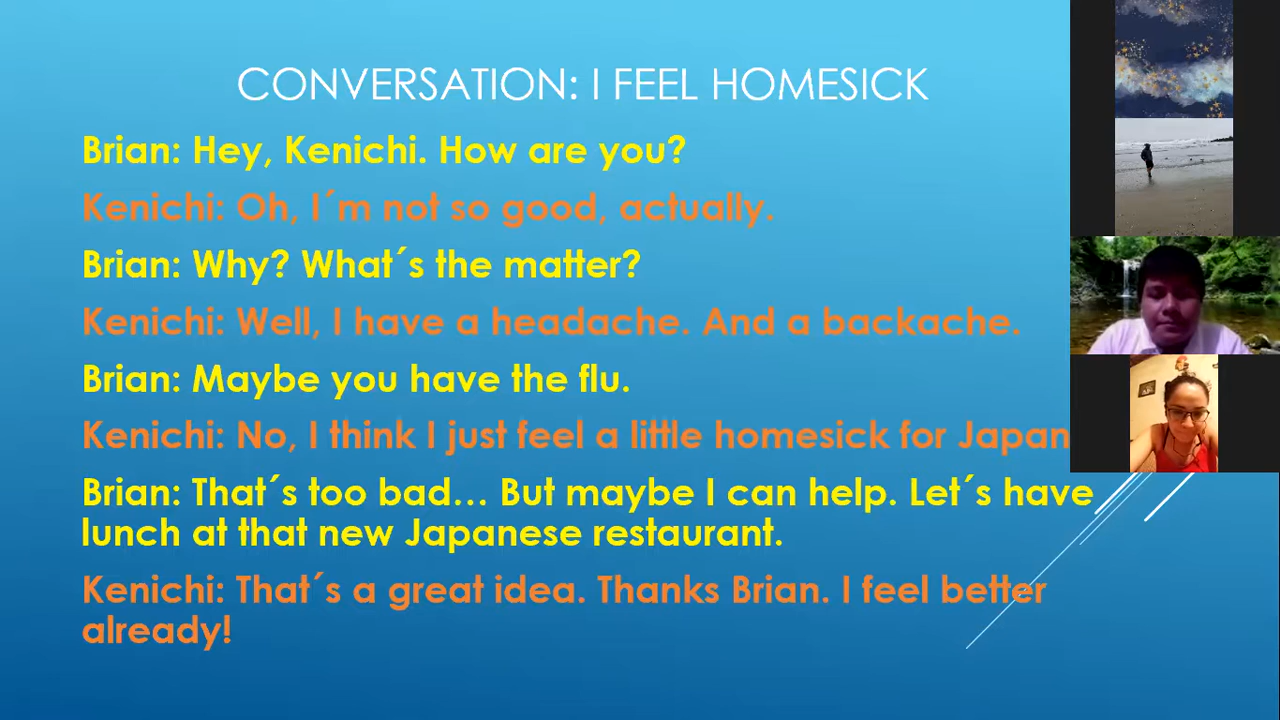 CONVERSATION: I FEEL HOMESICK
Brian: Hey, Kenichi. How are you?
Kenichi: Oh, I´m not so good, actually.
Brian: Why? What´s the matter?
Kenichi: Well, I have a headache. And a backache.
Brian: Maybe you have the flu.
Kenichi: No, I think I just feel a little homesick for Japan
Brian: That´s too bad... But maybe I can help. Let´s have
lunch at that new Japanese restaurant.
Kenichi: That´s a great idea. Thanks Brian. I feel better
already!